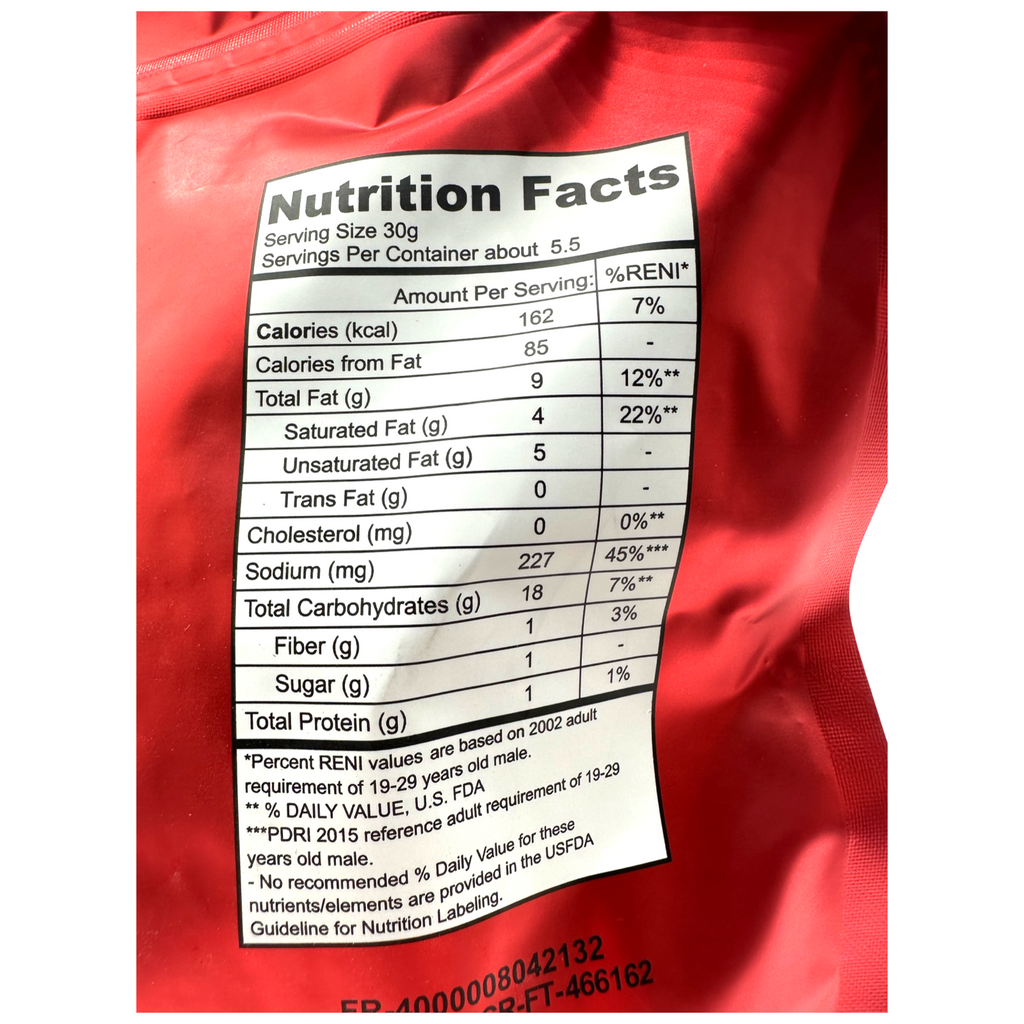 Nutrition Facts
Serving Size 30g
Servings Per Container about 5.5
Amount Per Serving: %RENI*
Calories (kcal) 162 7%
Calories from Fat 85 -
Total Fat (g) 9 12%**
Saturated Fat (g) 4 22%**
Unsaturated Fat (g) 5 -
Trans Fat (g) 0 -
Cholesterol (mg) 0 0%**
Sodium (mg) 227 45%***
Total Carbohydrates (g) 18 7%**
Fiber (g) 1 3%
Sugar (g) 1 -
Total Protein (g) 1 1%
*Percent RENI values are based on 2002 adult
requirement of 19-29 years old male.
** % DAILY VALUE, U.S. FDA
***PDRI 2015 reference adult requirement of 19-29
years old male.
- No recommended % Daily Value for these
nutrients/elements are provided in the USFDA
Guideline for Nutrition Labeling.
FR-4000008042132
CR-FT-466162